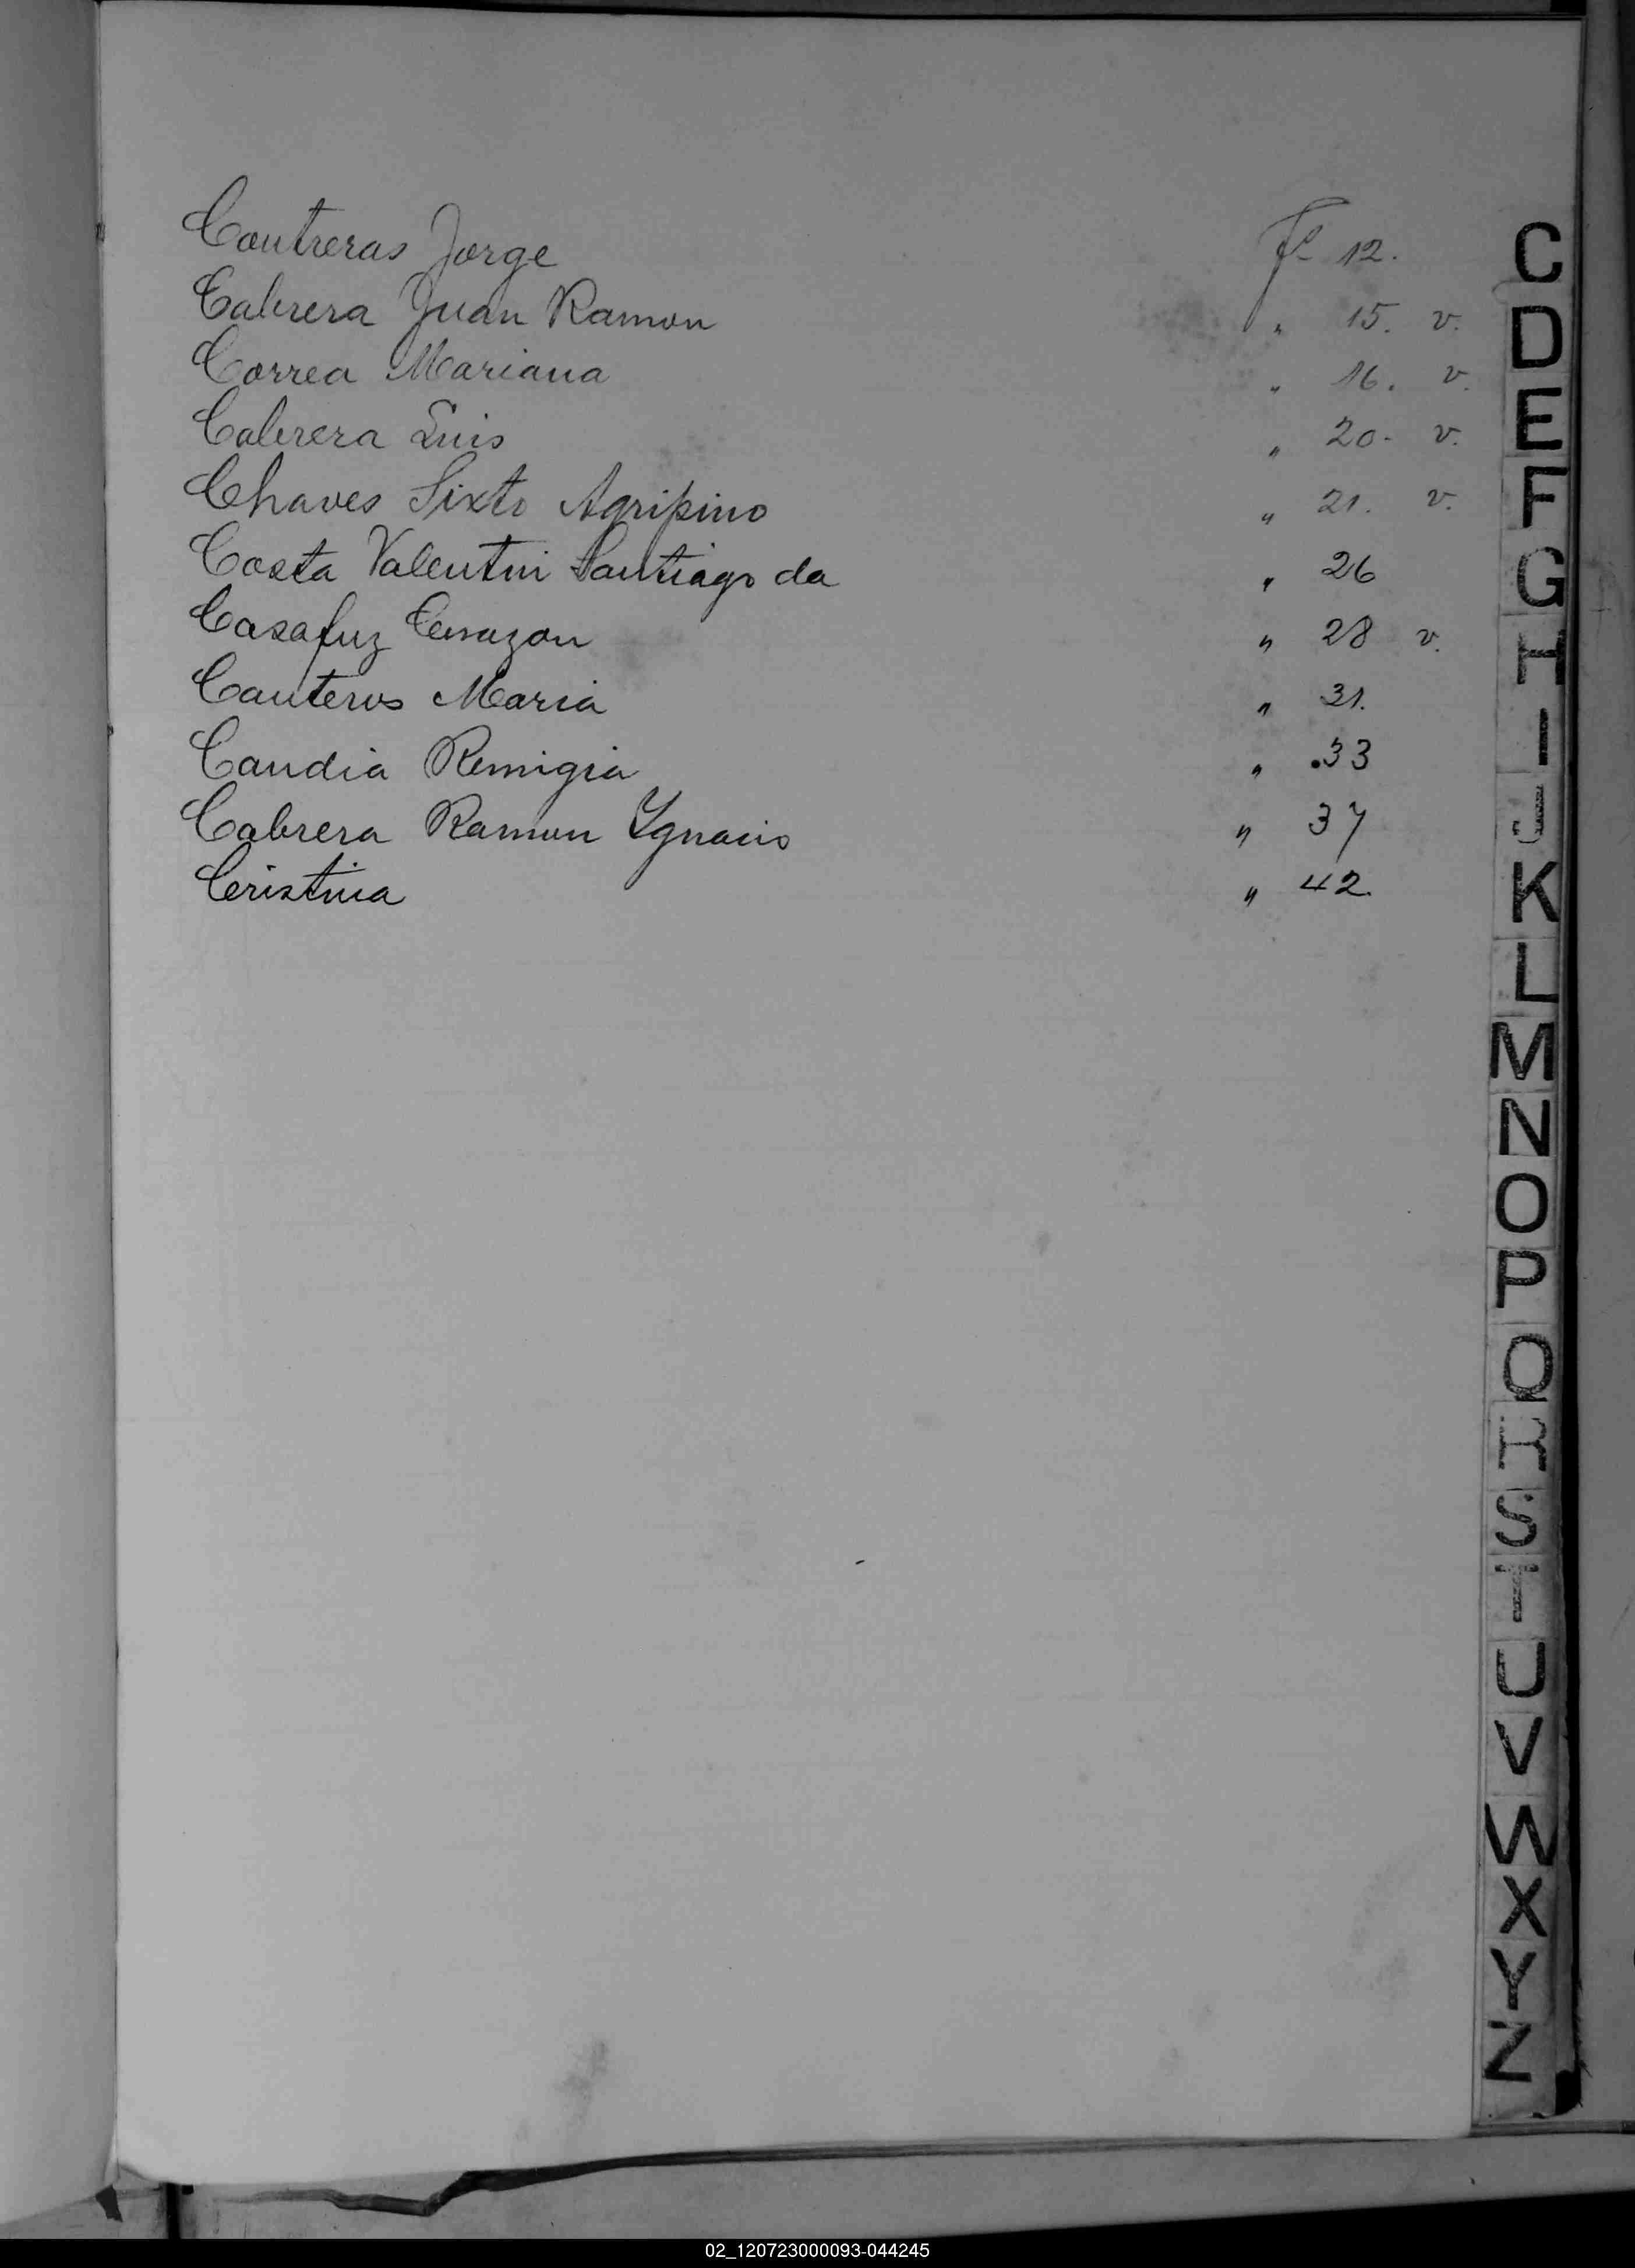 Contreras Jorge Fº 12.
Cabrera Juan Ramon " 15. v.
Correa Mariana " 16. v.
Cabrera Luis " 20- v.
Chaves Sixto Agripino " 21. v.
Costa Valentin Santiago da " 26
Casafuz " 28 v.
Canteros Maria " 31.
Candia Remigia " 33
Cabrera Ramon Ygnacio " 37
Cristina " 42.
C
D
E
F
G
H
I
J
K
L
M
N
O
P
Q
R
S
T
U
V
W
X
Y
Z
02_120723000093-044245